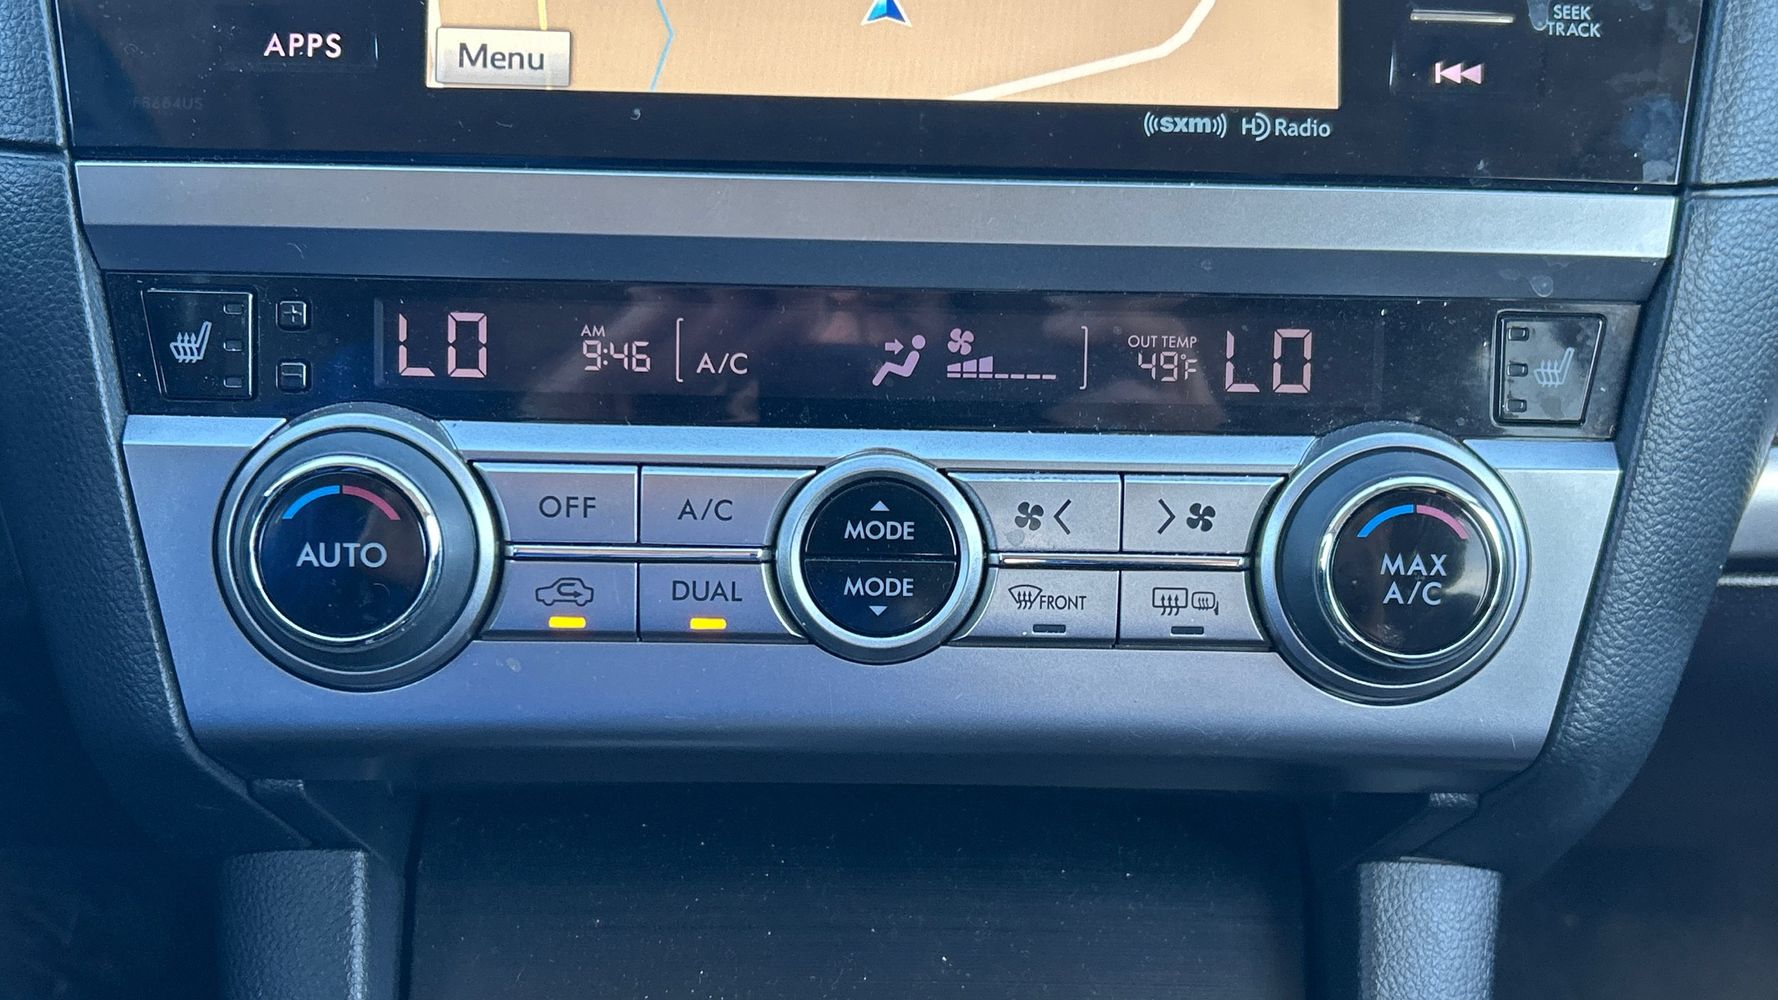 APPS
Menu
SEEK
TRACK
F8664US
((sxm)) HD Radio
LO
AM
9:46
A/C
OUT TEMP
49°F
LO
AUTO
OFF
A/C
MODE
MODE
DUAL
FRONT
MAX
A/C